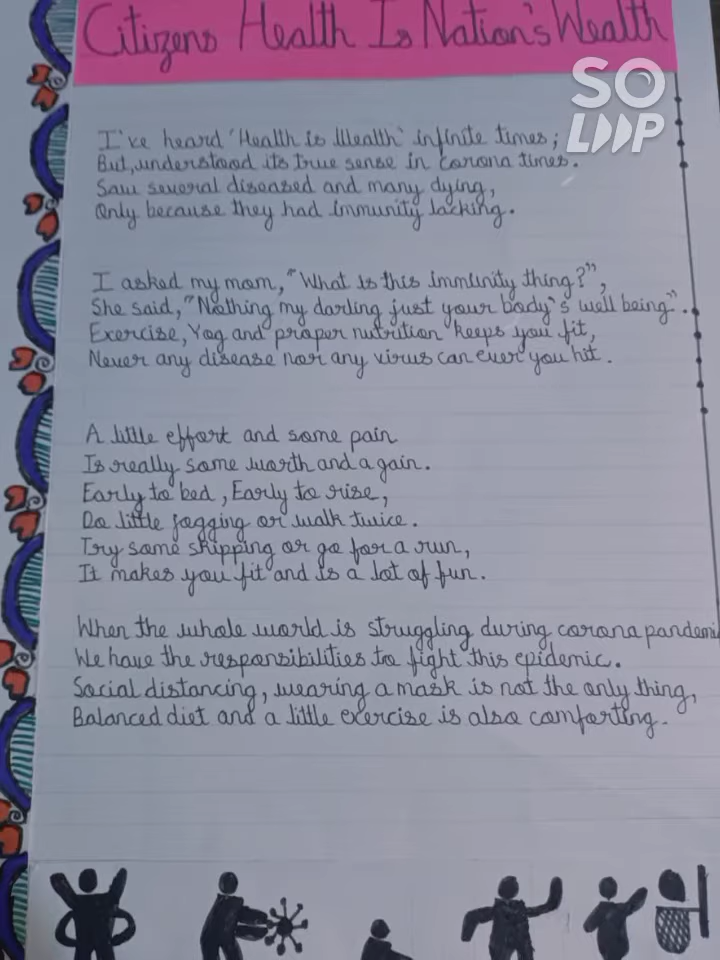 Citizens Health Is Nation's Wealth
SO
LOOP
I've heard 'Health is Wealth' infinite times;
But, understood its true sense in corona times.
Saw several diseased and many dying,
Only because they had immunity lacking.
I asked my mom, "What is this immunity thing?",
She said, "Nothing my darling just your body's well being".
Exercise, Yog and proper nutrition keeps you fit,
Never any disease nor any virus can ever you hit.
A little effort and some pain
Is really some worth and a gain.
Early to bed, Early to rise,
Do little jogging or walk twice.
Try some skipping or go for a run,
It makes you fit and is a lot of fun.
When the whole world is struggling during corona pandemi
We have the responsibilities to fight this epidemic.
Social distancing, wearing a mask is not the only thing,
Balanced diet and a little exercise is also comforting.